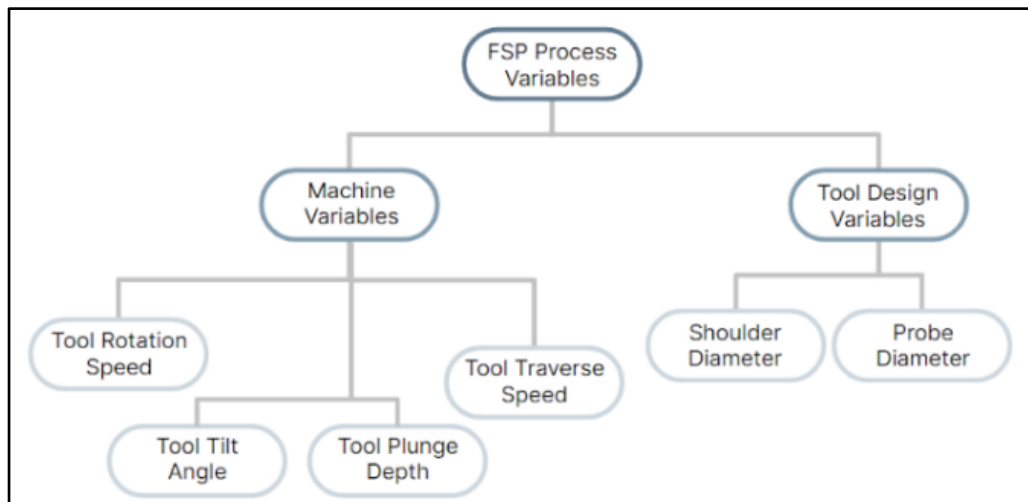 FSP Process
Variables
Machine
Variables
Tool Design
Variables
Tool Rotation
Speed
Tool Traverse
Speed
Shoulder
Diameter
Probe
Diameter
Tool Tilt
Angle
Tool Plunge
Depth